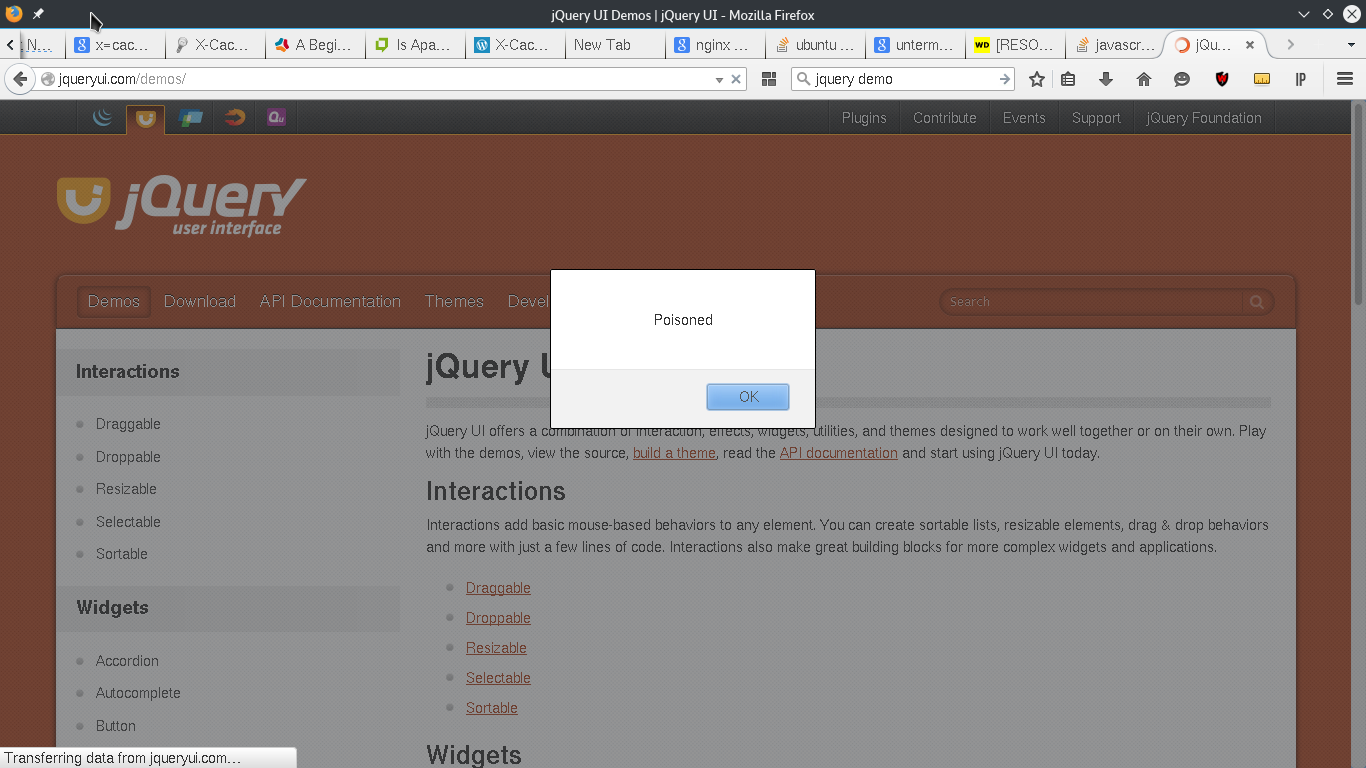 jQuery UI Demos | jQuery UI - Mozilla Firefox
N... x=cac... X-Cac... A Begi... Is Apa... X-Cac... New Tab nginx ... ubuntu ... unterm... WD [RESO... javascr... jQu...
jqueryui.com/demos/ jquery demo IP
Qu Plugins Contribute Events Support jQuery Foundation
jQuery
user interface
Demos Download API Documentation Themes Devel Search
Poisoned
OK
Interactions
Draggable
Droppable
Resizable
Selectable
Sortable
Widgets
Accordion
Autocomplete
Button
jQuery U
jQuery UI offers a combination of interaction, effects, widgets, utilities, and themes designed to work well together or on their own. Play
with the demos, view the source, build a theme, read the API documentation and start using jQuery UI today.
Interactions
Interactions add basic mouse-based behaviors to any element. You can create sortable lists, resizable elements, drag & drop behaviors
and more with just a few lines of code. Interactions also make great building blocks for more complex widgets and applications.
Draggable
Droppable
Resizable
Selectable
Sortable
Widgets
Transferring data from jqueryui.com...